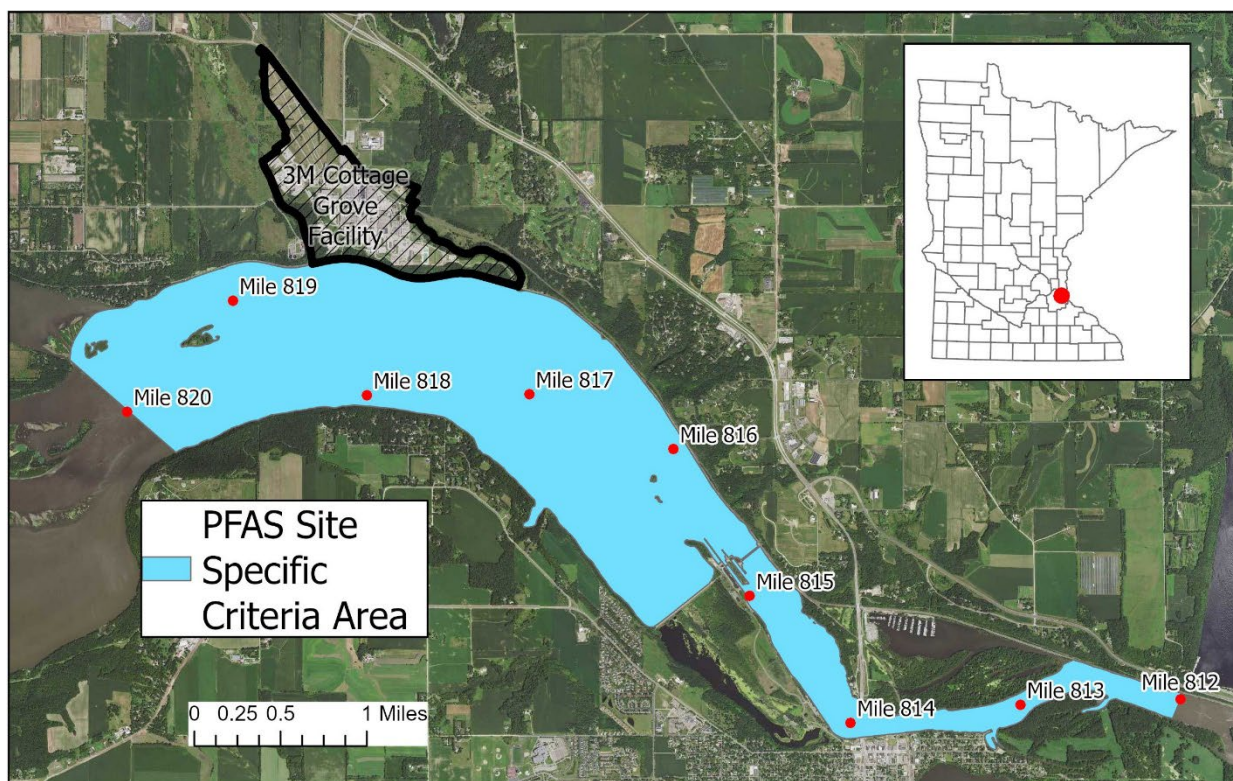 3M Cottage
Grove
Facility
Mile 819
Mile 820
Mile 818
Mile 817
Mile 816
Mile 815
Mile 814
Mile 813
Mile 812
PFAS Site
Specific
Criteria Area
0 0.25 0.5 1 Miles